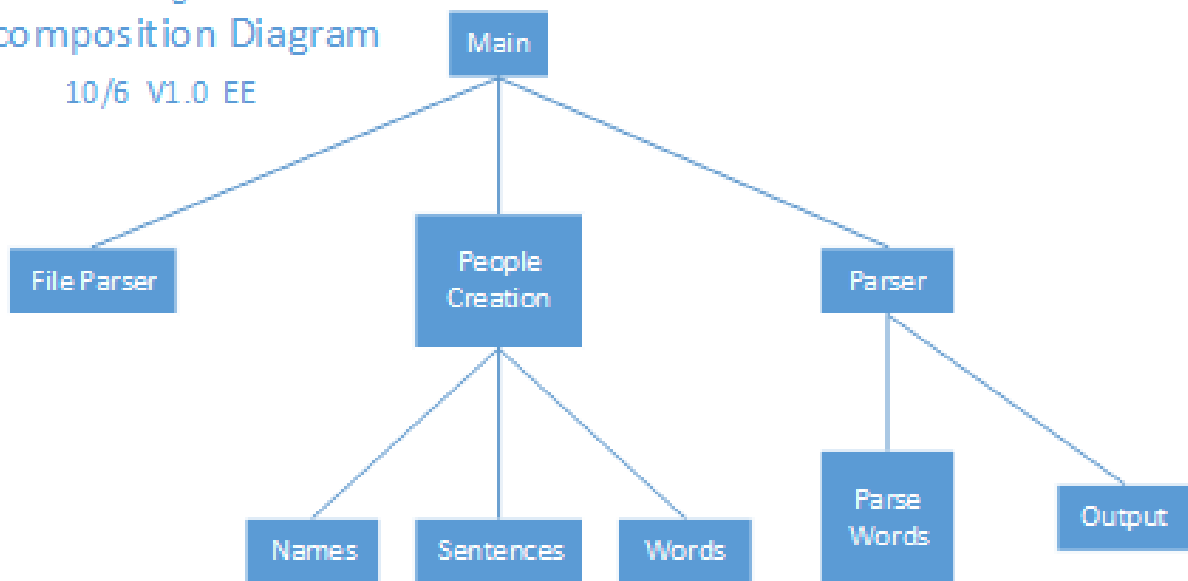 composition Diagram
10/6 V1.0 EE
Main
File Parser
People
Creation
Parser
Names
Sentences
Words
Parse
Words
Output